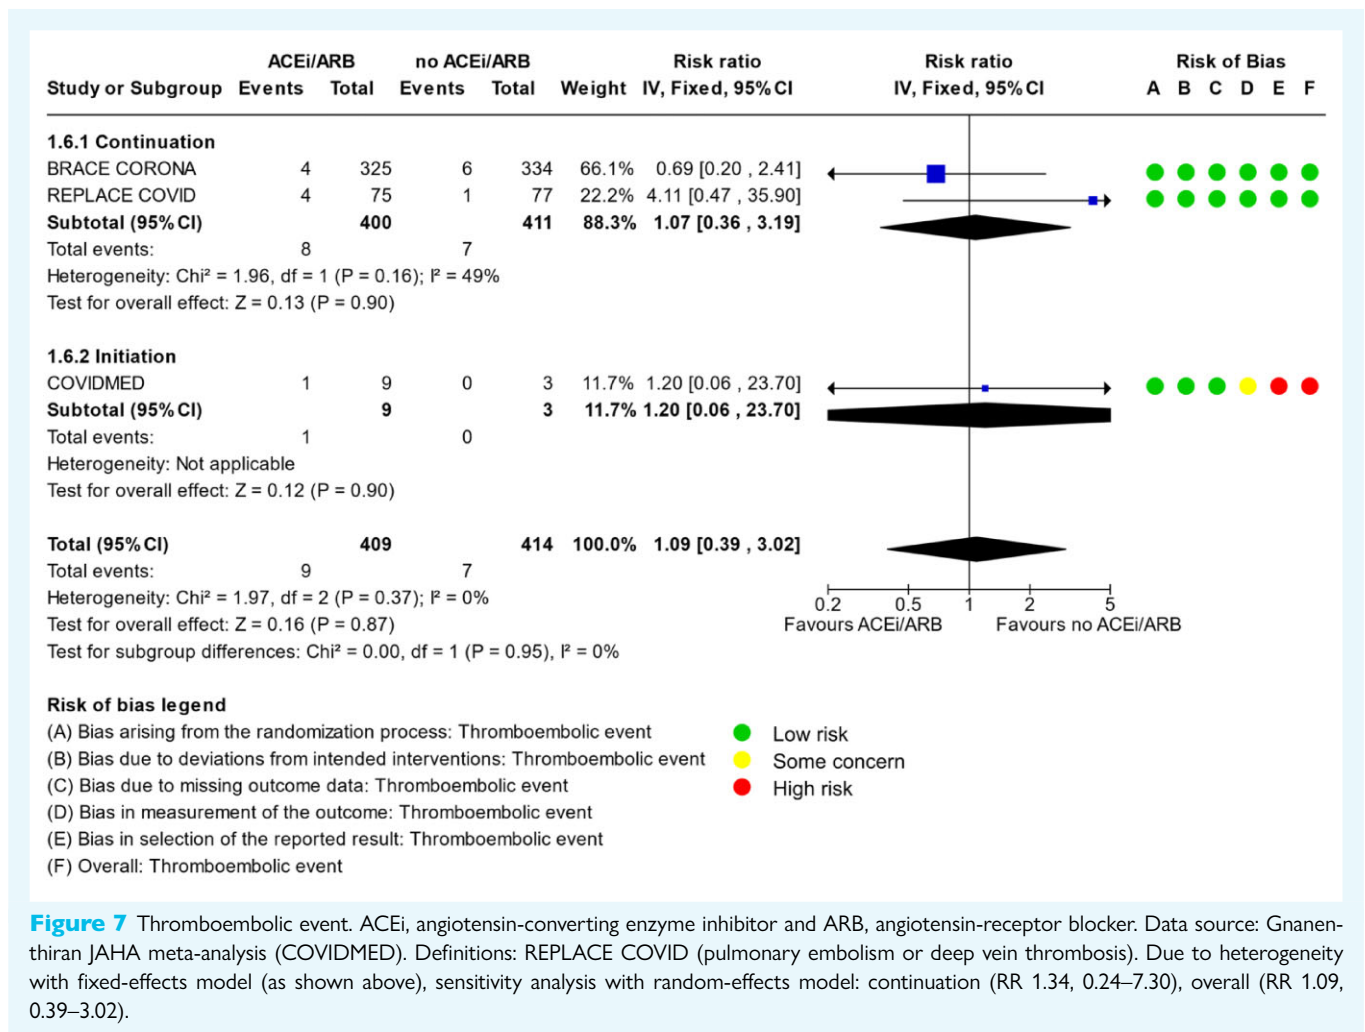 ACEi/ARB no ACEi/ARB Risk ratio Risk ratio Risk of Bias
Study or Subgroup Events Total Events Total Weight IV, Fixed, 95% CI IV, Fixed, 95% CI A B C D E F
1.6.1 Continuation
BRACE CORONA 4 325 6 334 66.1% 0.69 [0.20 , 2.41]
REPLACE COVID 4 75 1 77 22.2% 4.11 [0.47 , 35.90]
Subtotal (95% CI) 400 411 88.3% 1.07 [0.36 , 3.19]
Total events: 8 7
Heterogeneity: Chi² = 1.96, df = 1 (P = 0.16); I² = 49%
Test for overall effect: Z = 0.13 (P = 0.90)
1.6.2 Initiation
COVIDMED 1 9 0 3 11.7% 1.20 [0.06 , 23.70]
Subtotal (95% CI) 9 3 11.7% 1.20 [0.06 , 23.70]
Total events: 1 0
Heterogeneity: Not applicable
Test for overall effect: Z = 0.12 (P = 0.90)
Total (95% CI) 409 414 100.0% 1.09 [0.39 , 3.02]
Total events: 9 7
Heterogeneity: Chi² = 1.97, df = 2 (P = 0.37); I² = 0%
0.2 0.5 1 2 5
Test for overall effect: Z = 0.16 (P = 0.87) Favours ACEi/ARB Favours no ACEi/ARB
Test for subgroup differences: Chi² = 0.00, df = 1 (P = 0.95), I² = 0%
Risk of bias legend
(A) Bias arising from the randomization process: Thromboembolic event Low risk
(B) Bias due to deviations from intended interventions: Thromboembolic event Some concern
(C) Bias due to missing outcome data: Thromboembolic event High risk
(D) Bias in measurement of the outcome: Thromboembolic event
(E) Bias in selection of the reported result: Thromboembolic event
(F) Overall: Thromboembolic event
Figure 7 Thromboembolic event. ACEi, angiotensin-converting enzyme inhibitor and ARB, angiotensin-receptor blocker. Data source: Gnanen-
thiran JAHA meta-analysis (COVIDMED). Definitions: REPLACE COVID (pulmonary embolism or deep vein thrombosis). Due to heterogeneity
with fixed-effects model (as shown above), sensitivity analysis with random-effects model: continuation (RR 1.34, 0.24–7.30), overall (RR 1.09,
0.39–3.02).